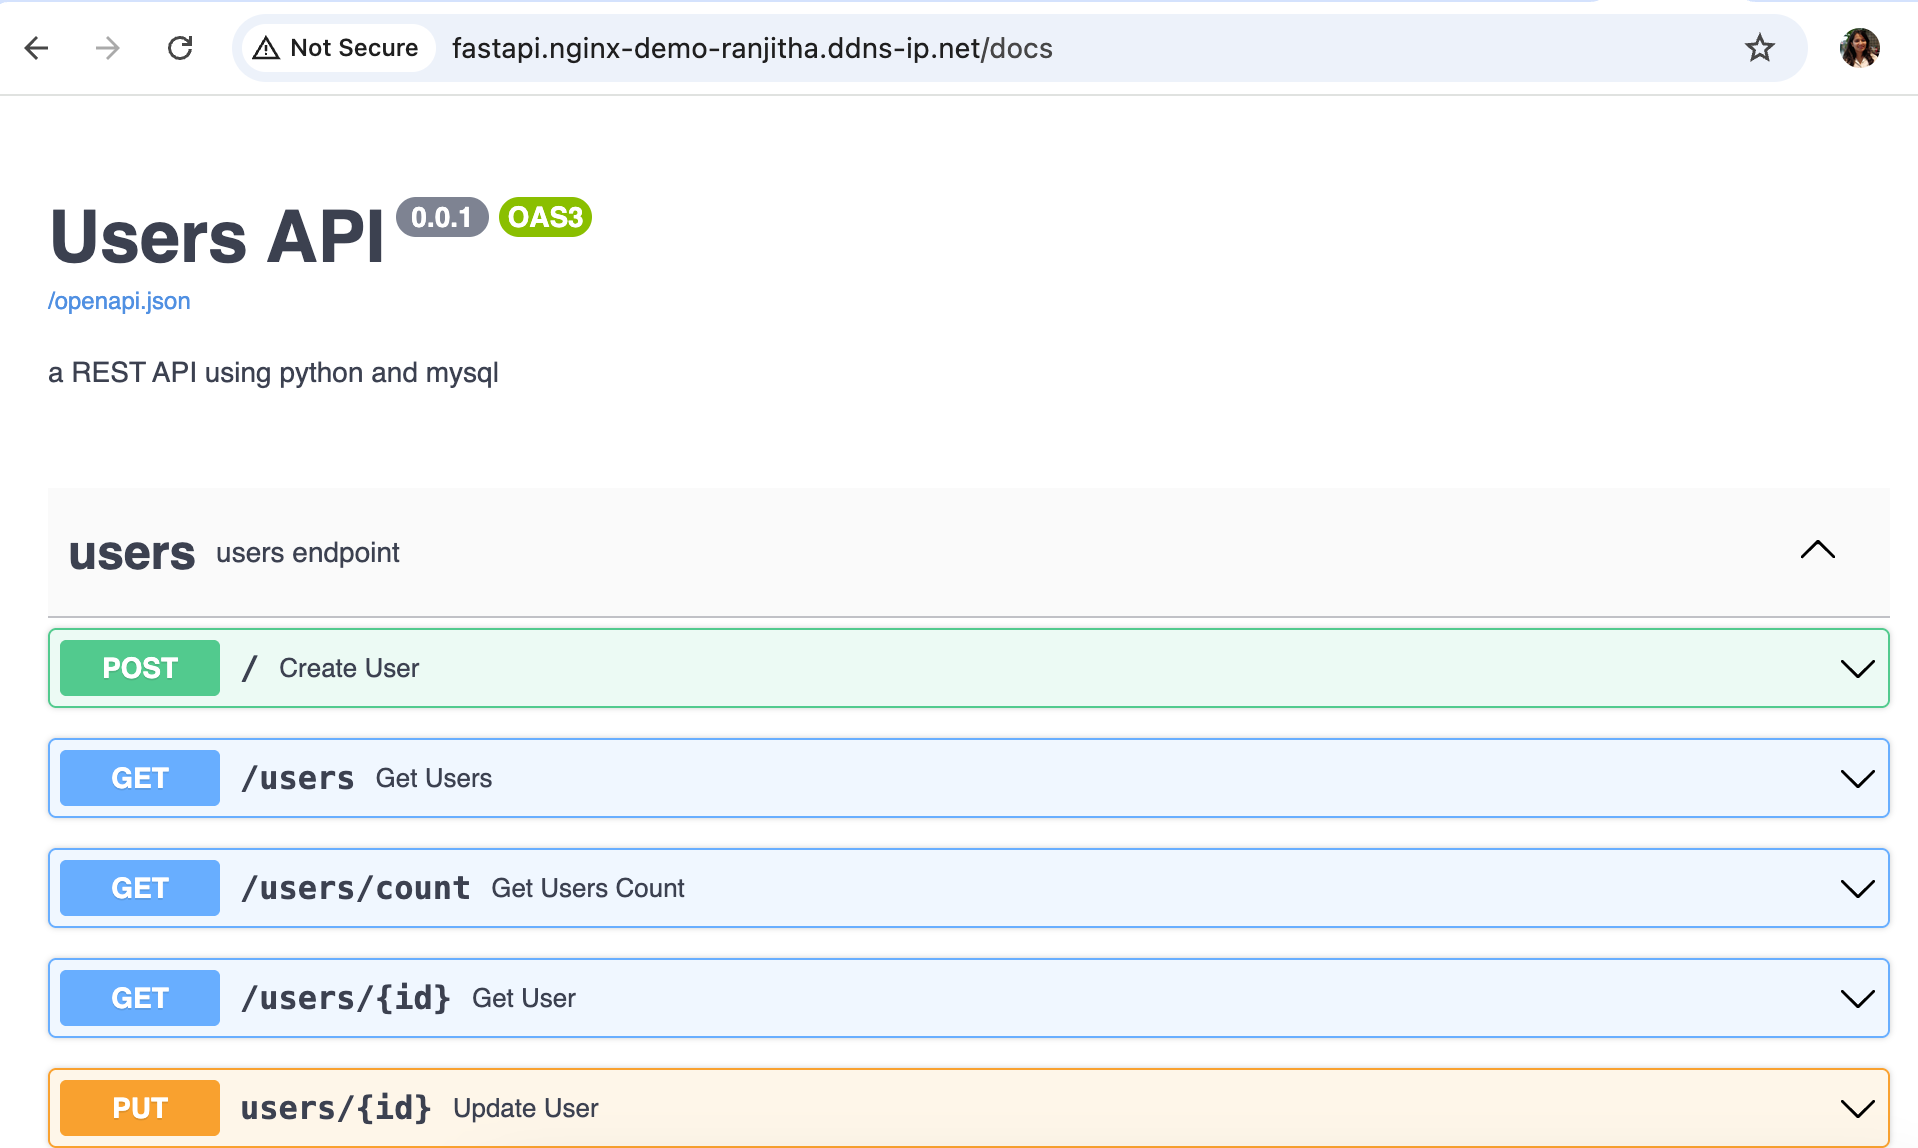 Not Secure fastapi.nginx-demo-ranjitha.ddns-ip.net/docs
Users API 0.0.1 OAS3
/openapi.json
a REST API using python and mysql
users users endpoint
POST / Create User
GET /users Get Users
GET /users/count Get Users Count
GET /users/{id} Get User
PUT users/{id} Update User